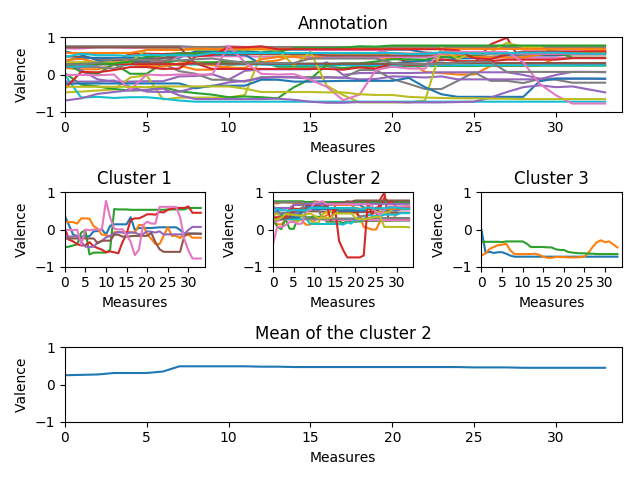 Annotation
Valence
1
0
−1
0 5 10 15 20 25 30
Measures
Cluster 1 Cluster 2 Cluster 3
Valence Valence Valence
1 1 1
0 0 0
−1 −1 −1
0 5 10 15 20 25 30 0 5 10 15 20 25 30 0 5 10 15 20 25 30
Measures Measures Measures
Mean of the cluster 2
Valence
1
0
−1
0 5 10 15 20 25 30
Measures